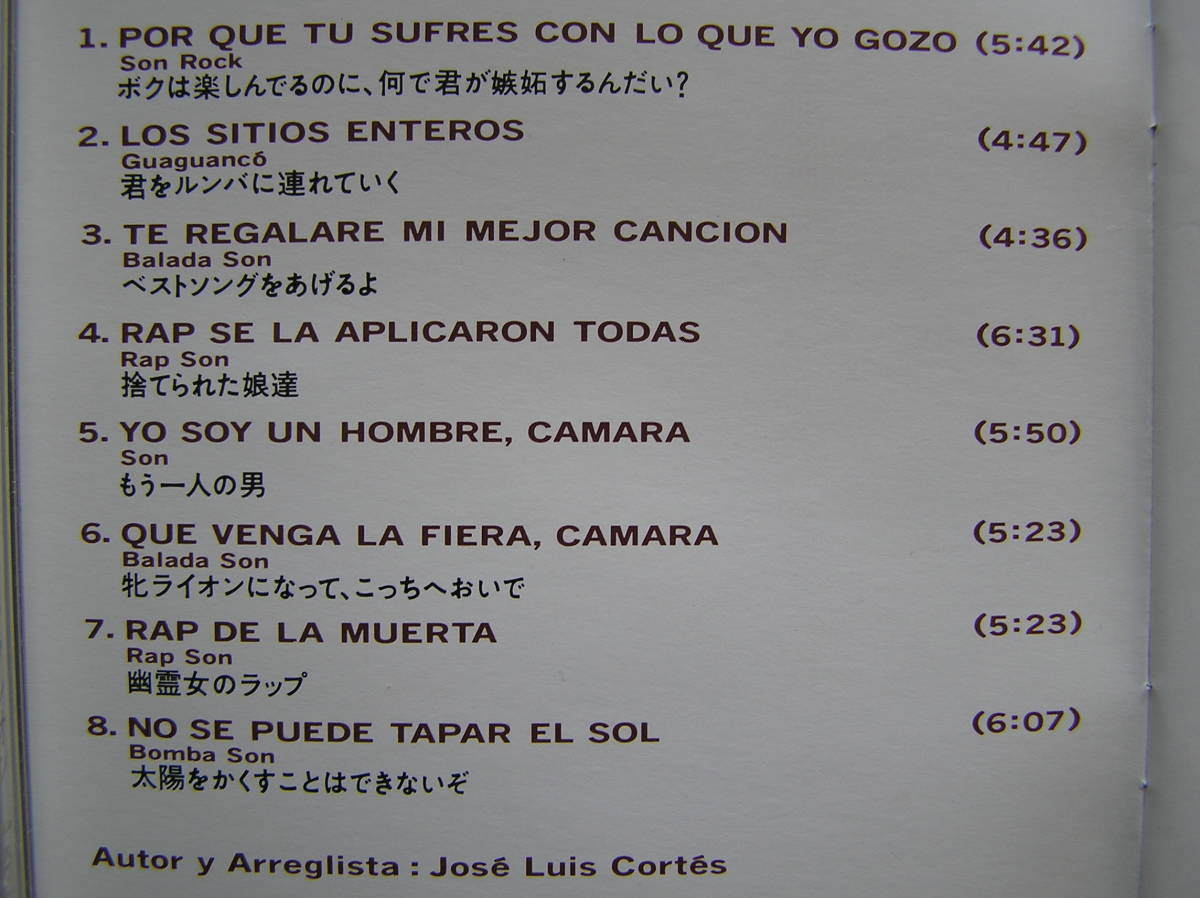 1. POR QUE TU SUFRES CON LO QUE YO GOZO (5:42)
Son Rock
ボクは楽しんでるのに、何で君が嫉妬するんだい?
2. LOS SITIOS ENTEROS (4:47)
Guaguancó
君をルンバに連れていく
3. TE REGALARE MI MEJOR CANCION (4:36)
Balada Son
ベストソングをあげるよ
4. RAP SE LA APLICARON TODAS (6:31)
Rap Son
捨てられた娘達
5. YO SOY UN HOMBRE, CAMARA (5:50)
Son
もう一人の男
6. QUE VENGA LA FIERA, CAMARA (5:23)
Balada Son
牝ライオンになって、こっちへおいで
7. RAP DE LA MUERTA (5:23)
Rap Son
幽霊女のラップ
8. NO SE PUEDE TAPAR EL SOL (6:07)
Bomba Son
太陽をかくすことはできないぞ
Autor y Arreglista : José Luis Cortés